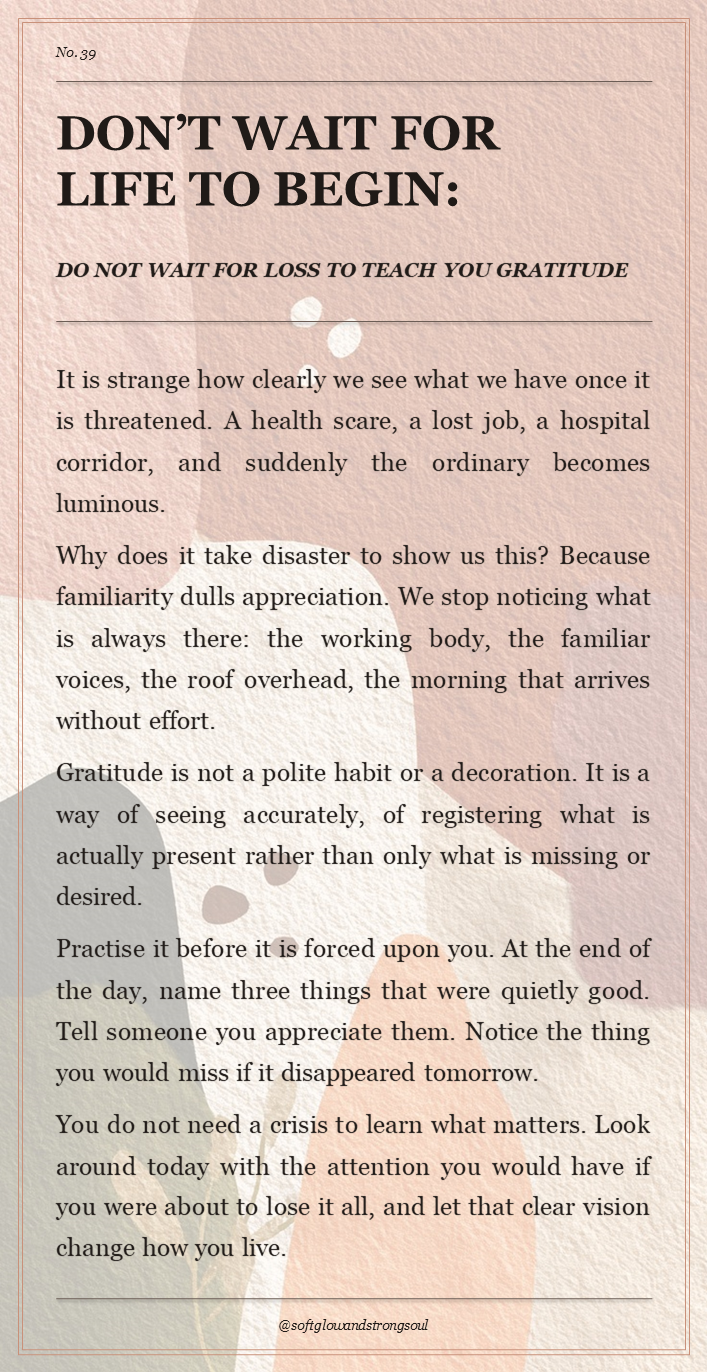 No. 39
DON’T WAIT FOR
LIFE TO BEGIN:
DO NOT WAIT FOR LOSS TO TEACH YOU GRATITUDE
It is strange how clearly we see what we have once it
is threatened. A health scare, a lost job, a hospital
corridor, and suddenly the ordinary becomes
luminous.
Why does it take disaster to show us this? Because
familiarity dulls appreciation. We stop noticing what
is always there: the working body, the familiar
voices, the roof overhead, the morning that arrives
without effort.
Gratitude is not a polite habit or a decoration. It is a
way of seeing accurately, of registering what is
actually present rather than only what is missing or
desired.
Practise it before it is forced upon you. At the end of
the day, name three things that were quietly good.
Tell someone you appreciate them. Notice the thing
you would miss if it disappeared tomorrow.
You do not need a crisis to learn what matters. Look
around today with the attention you would have if
you were about to lose it all, and let that clear vision
change how you live.
@softglowandstrongsoul